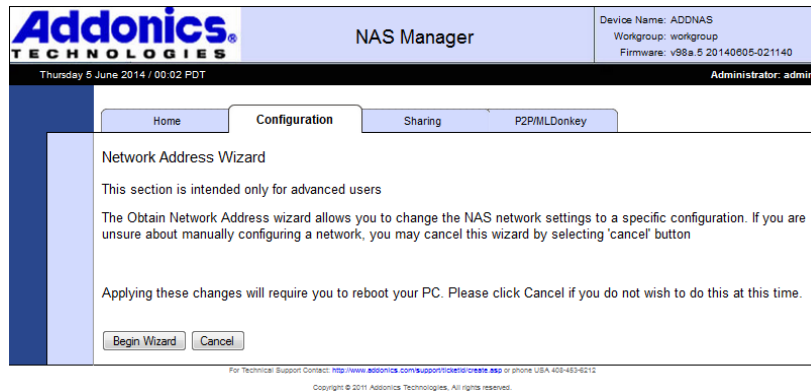 Addonics®
TECHNOLOGIES
NAS Manager
Device Name: ADDNAS
Workgroup: workgroup
Firmware: v98a.5 20140605-021140
Thursday 5 June 2014 / 00:02 PDT
Administrator: admin
Home
Configuration
Sharing
P2P/MLDonkey
Network Address Wizard
This section is intended only for advanced users
The Obtain Network Address wizard allows you to change the NAS network settings to a specific configuration. If you are
unsure about manually configuring a network, you may cancel this wizard by selecting 'cancel' button
Applying these changes will require you to reboot your PC. Please click Cancel if you do not wish to do this at this time.
Begin Wizard
Cancel
For Technical Support Contact: http://www.addonics.com/support/ticketid/create.asp or phone USA 408-453-6212
Copyright © 2011 Addonics Technologies, All rights reserved.